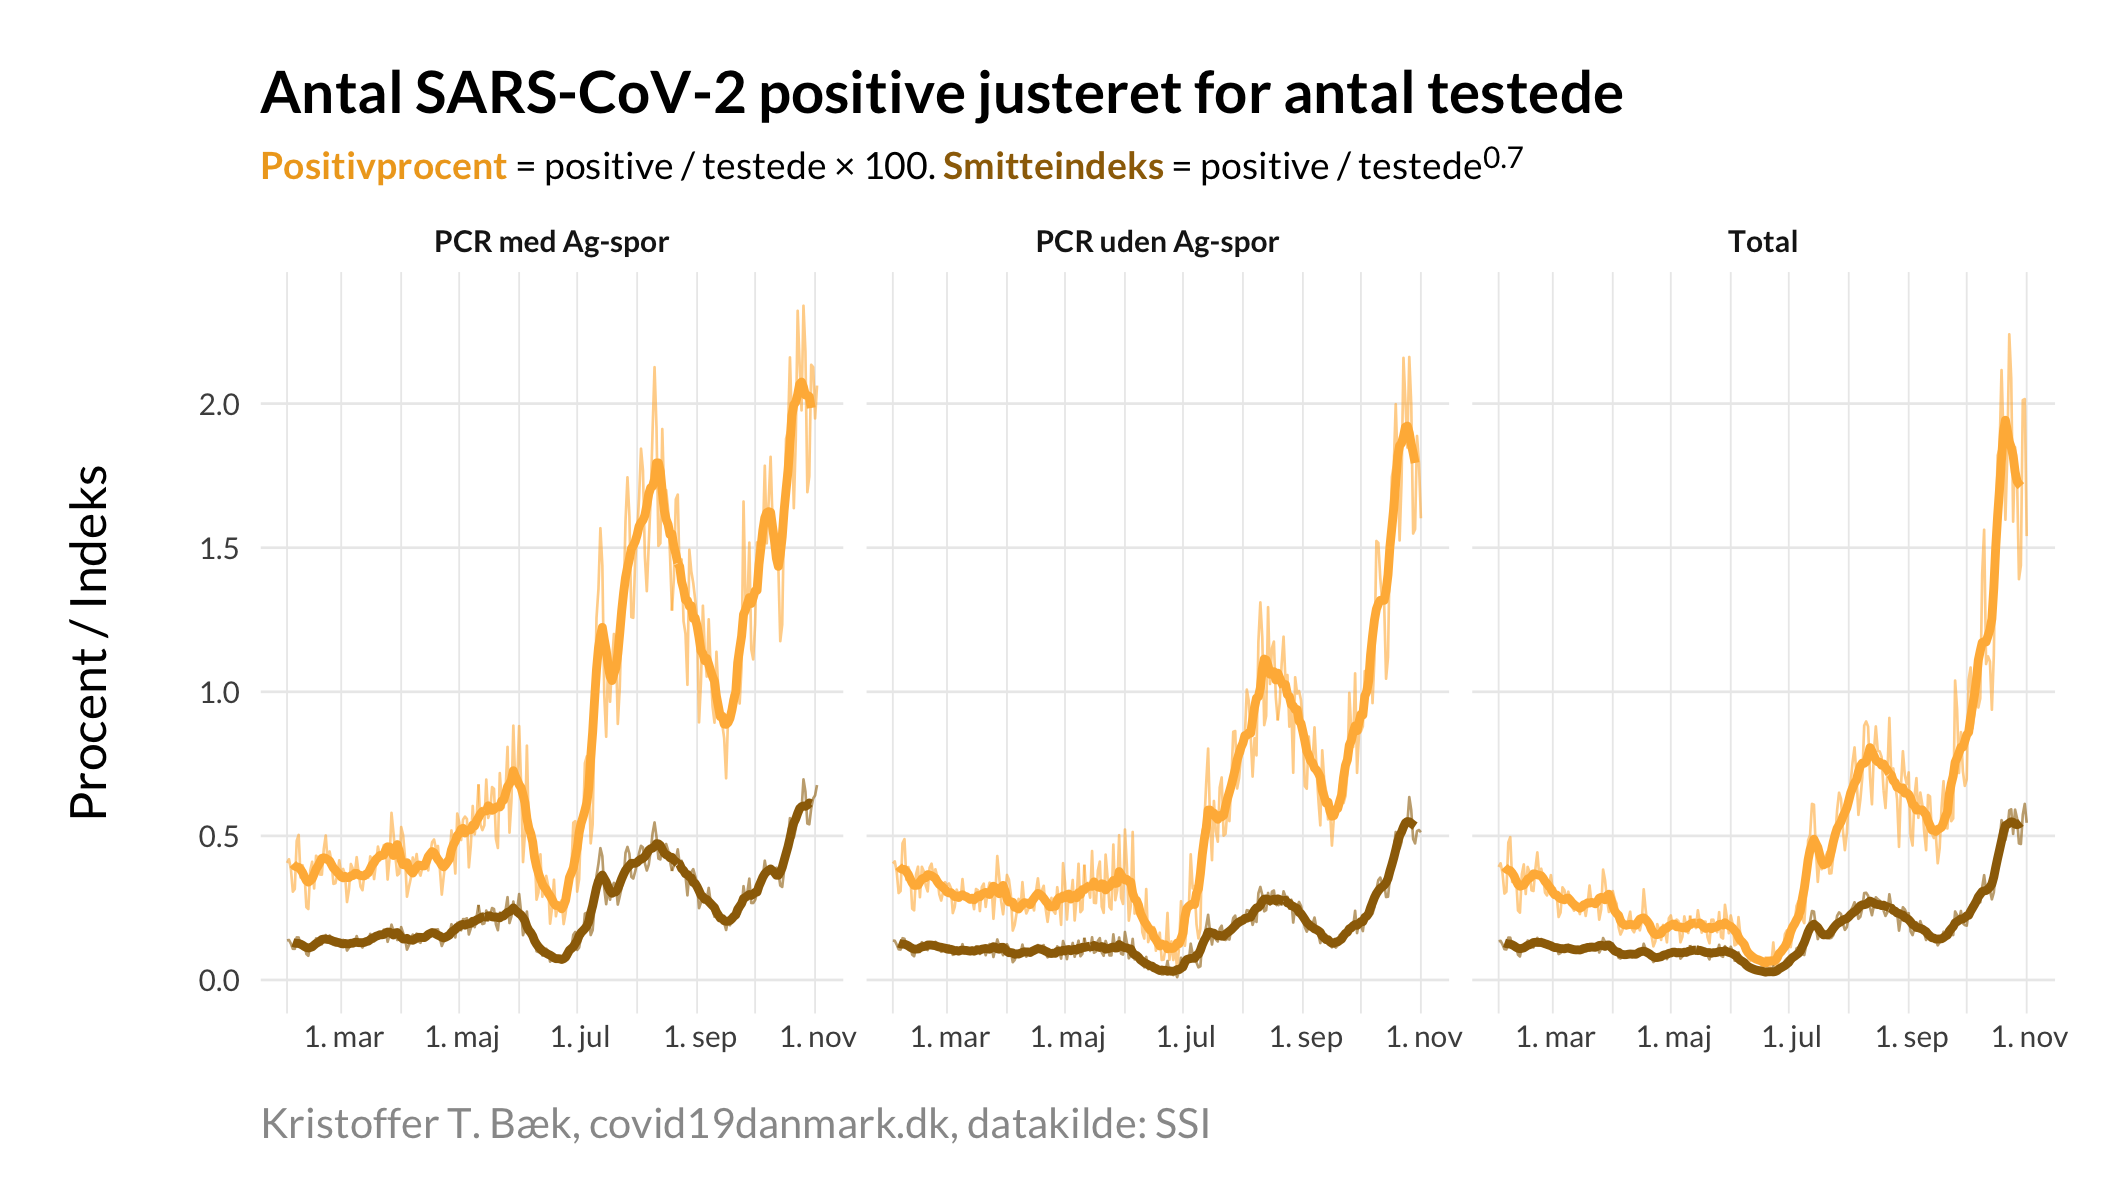 Antal SARS-CoV-2 positive justeret for antal testede
Positivprocent = positive / testede × 100. Smitteindeks = positive / testede^0.7
PCR med Ag-spor
PCR uden Ag-spor
Total
Procent / Indeks
2.0
1.5
1.0
0.5
0.0
1. mar 1. maj 1. jul 1. sep 1. nov
1. mar 1. maj 1. jul 1. sep 1. nov
1. mar 1. maj 1. jul 1. sep 1. nov
Kristoffer T. Bæk, covid19danmark.dk, datakilde: SSI